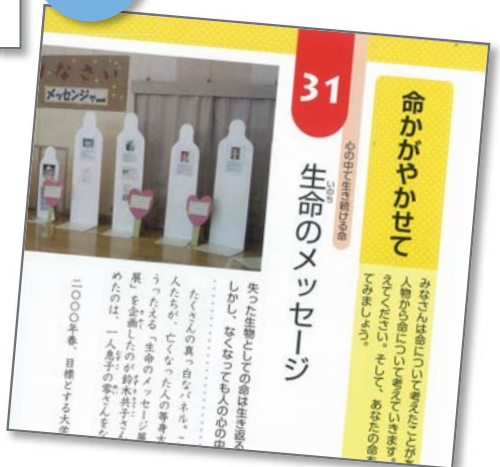 命かがやかせて
みなさんは命について考えたことが
人物から命について考えていきます。
えてください。そして、あなたの命を
てみましょう。
31
心の中で生き続ける命
いのち
生命のメッセージ
なさい
メッセンジャー
失った生物としての命は生き返る
しかし、なくなっても人の心の中
たくさんの真っ白なパネル。
人たちが、亡くなった人の等身大
うったえる「生命のメッセージ展
展」を企画したのが鈴木共子さん
めたのは、一人息子の零さんをな
二〇〇〇年春、目標とする大学